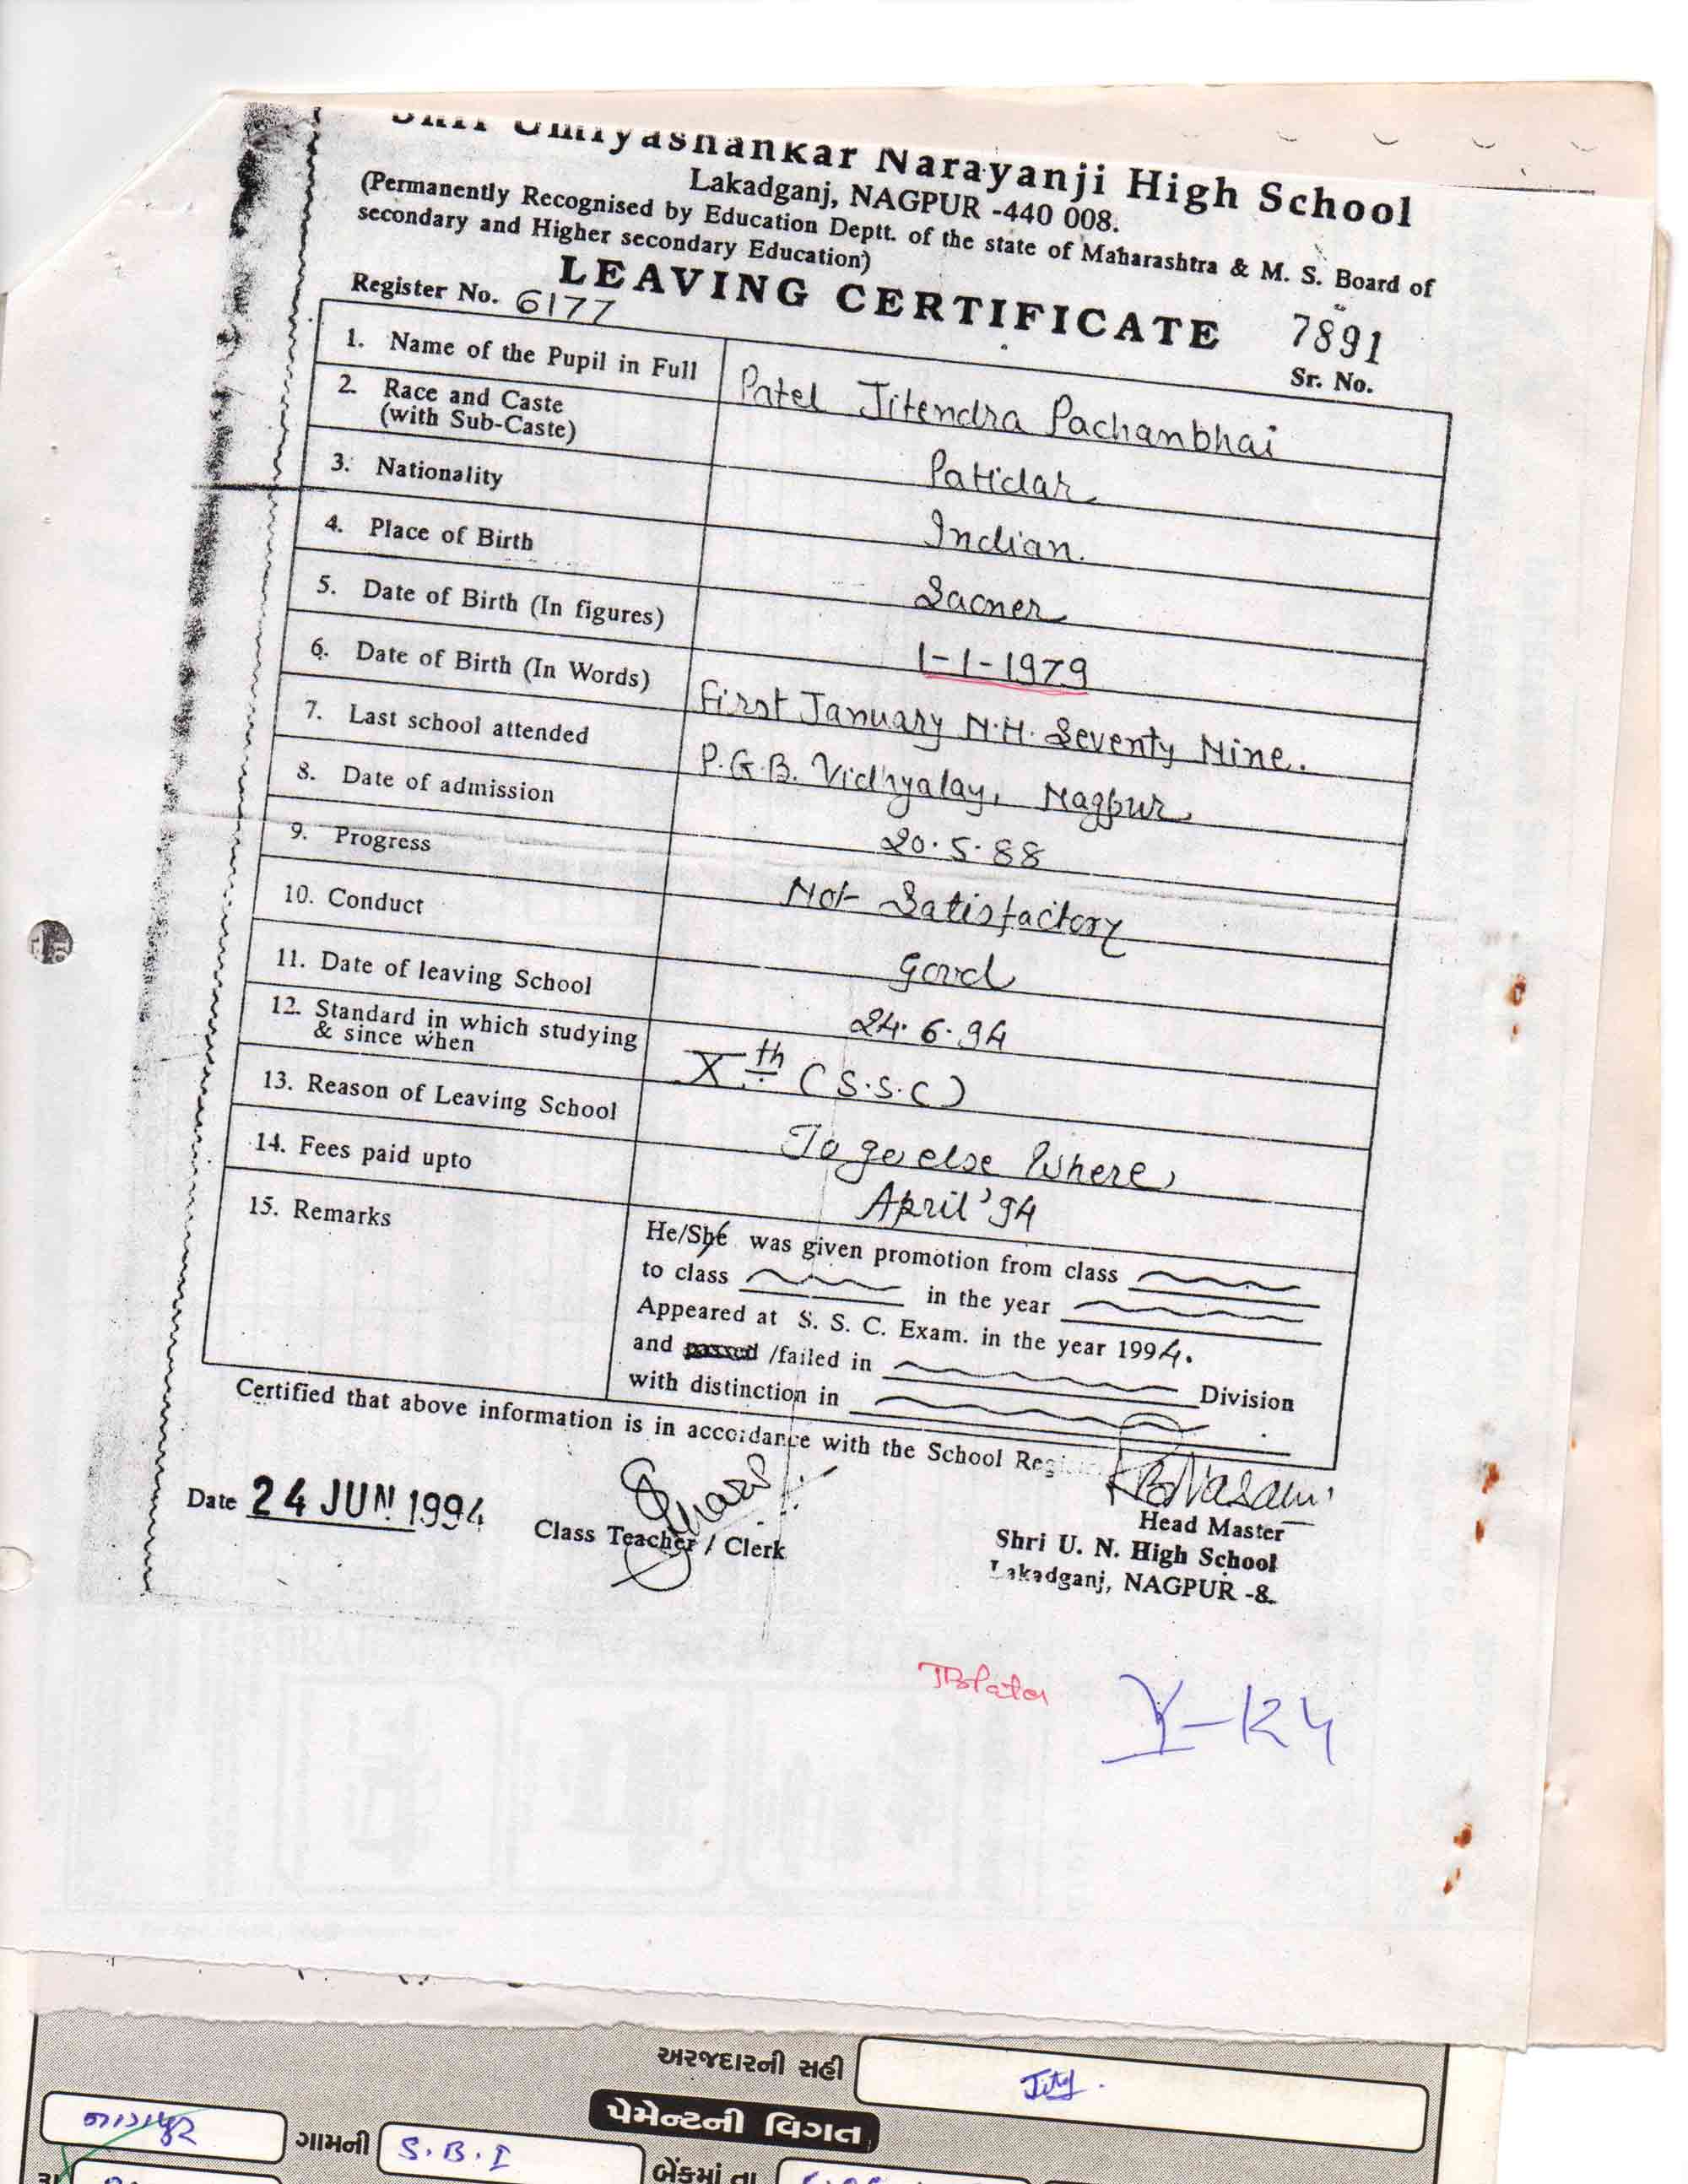 Shri Umiyashankar Narayanji High School
Lakadganj, NAGPUR -440 008.
(Permanently Recognised by Education Deptt. of the state of Maharashtra & M. S. Board of
secondary and Higher secondary Education)
LEAVING CERTIFICATE
Register No. 6177
7891
Sr. No.
1. Name of the Pupil in Full Patel Jitendra Pachanbhai
2. Race and Caste
(with Sub-Caste) Patidar
3. Nationality Indian.
4. Place of Birth Saoner
5. Date of Birth (In figures) 1-1-1979
6. Date of Birth (In Words) First January N.H. Seventy Nine.
7. Last school attended P.G.B. Vidhyalay, Nagpur
8. Date of admission 20.5.88
9. Progress Not Satisfactory
10. Conduct Good
11. Date of leaving School 24.6.94
12. Standard in which studying
& since when Xth (S.S.C)
13. Reason of Leaving School To go else Where
14. Fees paid upto April '94
15. Remarks
He/She was given promotion from class
to class in the year
Appeared at S. S. C. Exam. in the year 1994.
and passed /failed in Division
with distinction in
Certified that above information is in accordance with the School Reg
Date 24 JUN 1994
Class Teacher / Clerk
Head Master
Shri U. N. High School
Lakadganj, NAGPUR -8.
V-K4
અરજદારની સહી
પેમેન્ટની વિગત
નાગપુર ગામની S.B.I બેંકમાં તા